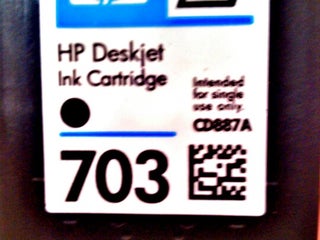 HP Deskjet
Ink Cartridge
Intended
for single
use only.
CD887A
703